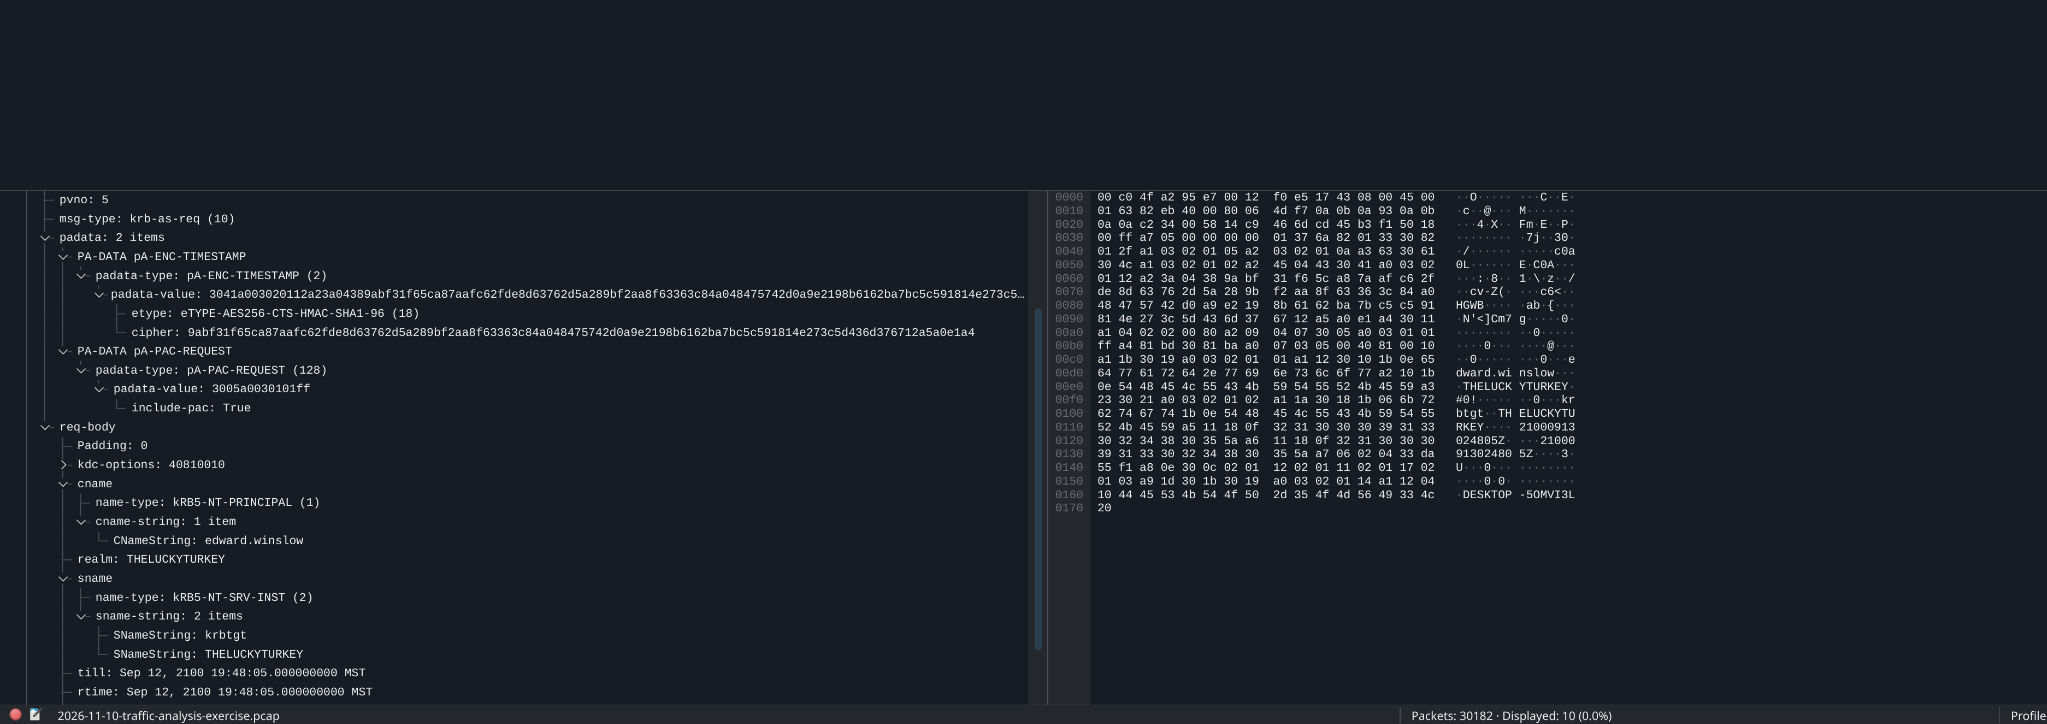 pvno: 5
msg-type: krb-as-req (10)
padata: 2 items
PA-DATA pA-ENC-TIMESTAMP
padata-type: pA-ENC-TIMESTAMP (2)
padata-value: 3041a003020112a23a04389abf31f65ca87aafc62fde8d63762d5a289bf2aa8f63363c84a048475742d0a9e2198b6162ba7bc5c591814e273c5…
etype: eTYPE-AES256-CTS-HMAC-SHA1-96 (18)
cipher: 9abf31f65ca87aafc62fde8d63762d5a289bf2aa8f63363c84a048475742d0a9e2198b6162ba7bc5c591814e273c5d436d376712a5a0e1a4
PA-DATA pA-PAC-REQUEST
padata-type: pA-PAC-REQUEST (128)
padata-value: 3005a0030101ff
include-pac: True
req-body
Padding: 0
kdc-options: 40810010
cname
name-type: kRB5-NT-PRINCIPAL (1)
cname-string: 1 item
CNameString: edward.winslow
realm: THELUCKYTURKEY
sname
name-type: kRB5-NT-SRV-INST (2)
sname-string: 2 items
SNameString: krbtgt
SNameString: THELUCKYTURKEY
till: Sep 12, 2100 19:48:05.000000000 MST
rtime: Sep 12, 2100 19:48:05.000000000 MST
0000 00 c0 4f a2 95 e7 00 12 f0 e5 17 43 08 00 45 00 ··O····· ···C··E·
0010 01 63 82 eb 40 00 80 06 4d f7 0a 0b 0a 93 0a 0b ·c··@··· M·······
0020 0a 0a c2 34 00 58 14 c9 46 6d cd 45 b3 f1 50 18 ···4·X·· Fm·E··P·
0030 00 ff a7 05 00 00 00 00 01 37 6a 82 01 33 30 82 ········ ·7j··30·
0040 01 2f a1 03 02 01 05 a2 03 02 01 0a a3 63 30 61 ·/······ ·····c0a
0050 30 4c a1 03 02 01 02 a2 45 04 43 30 41 a0 03 02 0L······ E·C0A···
0060 01 12 a2 3a 04 38 9a bf 31 f6 5c a8 7a af c6 2f ···:·8·· 1·\·z··/
0070 de 8d 63 76 2d 5a 28 9b f2 aa 8f 63 36 3c 84 a0 ··cv-Z(· ···c6<··
0080 48 47 57 42 d0 a9 e2 19 8b 61 62 ba 7b c5 c5 91 HGWB···· ·ab·{···
0090 81 4e 27 3c 5d 43 6d 37 67 12 a5 a0 e1 a4 30 11 ·N'<]Cm7 g·····0·
00a0 a1 04 02 02 00 80 a2 09 04 07 30 05 a0 03 01 01 ········ ··0·····
00b0 ff a4 81 bd 30 81 ba a0 07 03 05 00 40 81 00 10 ····0··· ····@···
00c0 a1 1b 30 19 a0 03 02 01 01 a1 12 30 10 1b 0e 65 ··0····· ···0···e
00d0 64 77 61 72 64 2e 77 69 6e 73 6c 6f 77 a2 10 1b dward.wi nslow···
00e0 0e 54 48 45 4c 55 43 4b 59 54 55 52 4b 45 59 a3 ·THELUCK YTURKEY·
00f0 23 30 21 a0 03 02 01 02 a1 1a 30 18 1b 06 6b 72 #0!····· ··0···kr
0100 62 74 67 74 1b 0e 54 48 45 4c 55 43 4b 59 54 55 btgt··TH ELUCKYTU
0110 52 4b 45 59 a5 11 18 0f 32 31 30 30 30 39 31 33 RKEY···· 21000913
0120 30 32 34 38 30 35 5a a6 11 18 0f 32 31 30 30 30 024805Z· ···21000
0130 39 31 33 30 32 34 38 30 35 5a a7 06 02 04 33 da 91302480 5Z····3·
0140 55 f1 a8 0e 30 0c 02 01 12 02 01 11 02 01 17 02 U···0··· ········
0150 01 03 a9 1d 30 1b 30 19 a0 03 02 01 14 a1 12 04 ····0·0· ········
0160 10 44 45 53 4b 54 4f 50 2d 35 4f 4d 56 49 33 4c ·DESKTOP -5OMVI3L
0170 20
2026-11-10-traffic-analysis-exercise.pcap
Packets: 30182 · Displayed: 10 (0.0%)
Profile